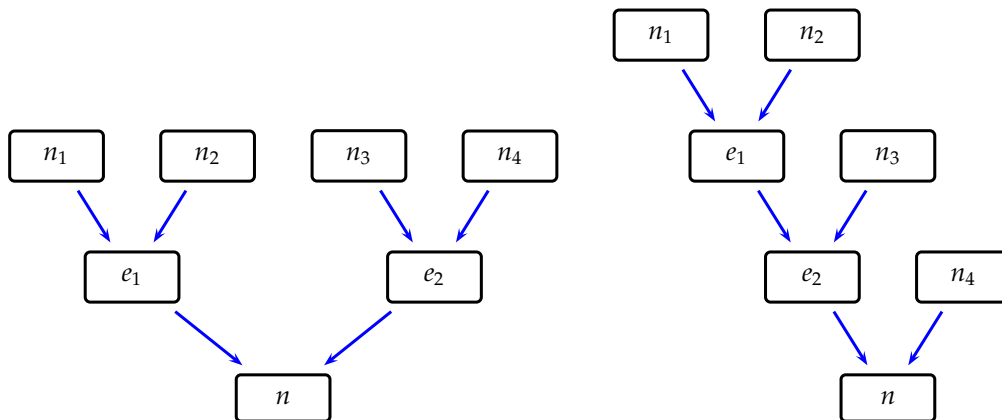 n₁ n₂
n₁ n₂ n₃ n₄ e₁ n₃
e₁ e₂ e₂ n₄
n n